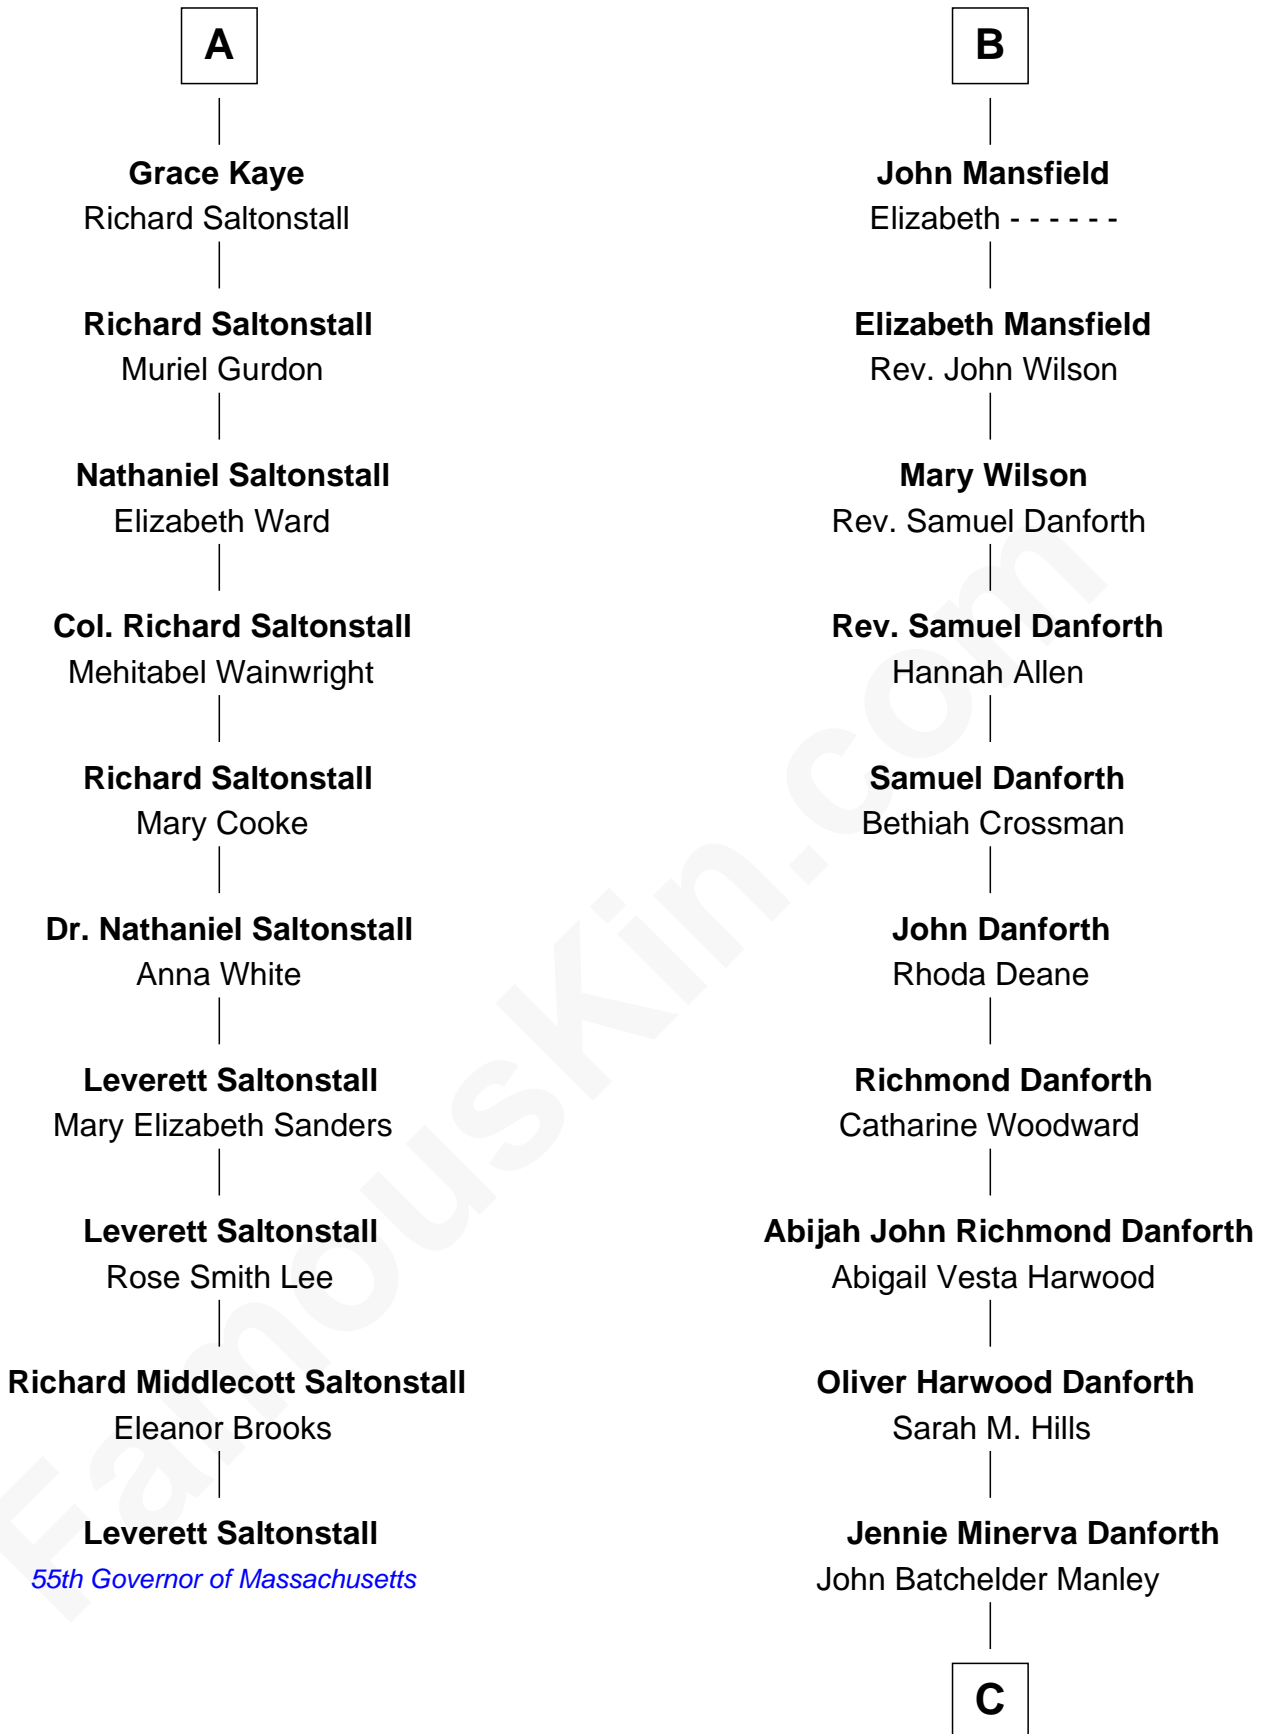 A
Grace Kaye
Richard Saltonstall
Richard Saltonstall
Muriel Gurdon
Nathaniel Saltonstall
Elizabeth Ward
Col. Richard Saltonstall
Mehitabel Wainwright
Richard Saltonstall
Mary Cooke
Dr. Nathaniel Saltonstall
Anna White
Leverett Saltonstall
Mary Elizabeth Sanders
Leverett Saltonstall
Rose Smith Lee
Richard Middlecott Saltonstall
Eleanor Brooks
Leverett Saltonstall
55th Governor of Massachusetts
B
John Mansfield
Elizabeth - - - - - -
Elizabeth Mansfield
Rev. John Wilson
Mary Wilson
Rev. Samuel Danforth
Rev. Samuel Danforth
Hannah Allen
Samuel Danforth
Bethiah Crossman
John Danforth
Rhoda Deane
Richmond Danforth
Catharine Woodward
Abijah John Richmond Danforth
Abigail Vesta Harwood
Oliver Harwood Danforth
Sarah M. Hills
Jennie Minerva Danforth
John Batchelder Manley
C
FamousKin.com